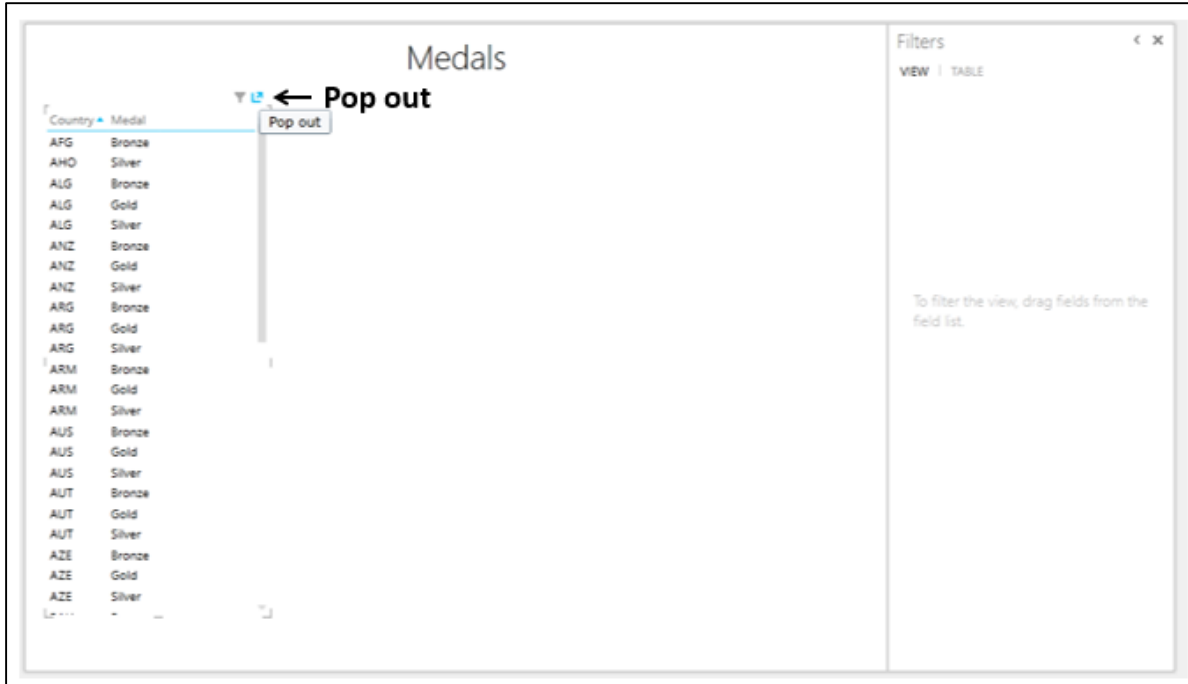 Medals
← Pop out
Pop out
Country Medal
AFG Bronze
AHO Silver
ALG Bronze
ALG Gold
ALG Silver
ANZ Bronze
ANZ Gold
ANZ Silver
ARG Bronze
ARG Gold
ARG Silver
ARM Bronze
ARM Gold
ARM Silver
AUS Bronze
AUS Gold
AUS Silver
AUT Bronze
AUT Gold
AUT Silver
AZE Bronze
AZE Gold
AZE Silver
Filters
VIEW | TABLE
To filter the view, drag fields from the
field list.